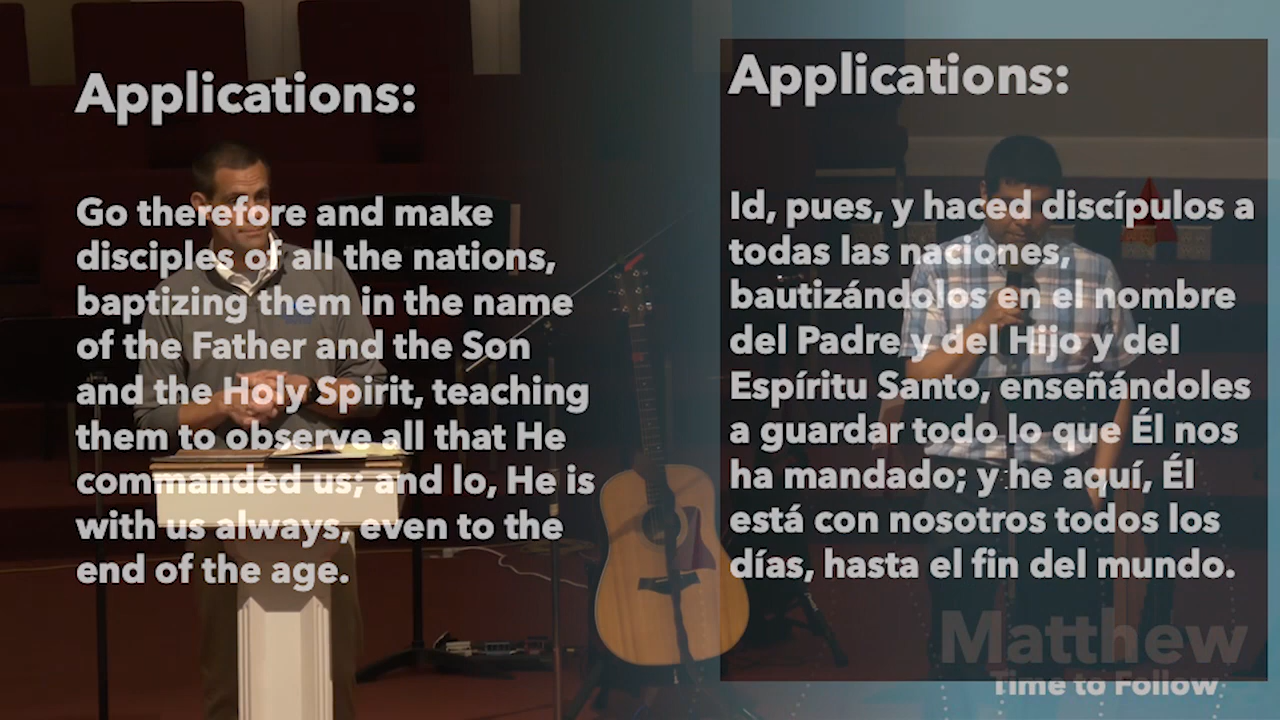 Applications:
Go therefore and make
disciples of all the nations,
baptizing them in the name
of the Father and the Son
and the Holy Spirit, teaching
them to observe all that He
commanded us; and lo, He is
with us always, even to the
end of the age.
Applications:
Id, pues, y haced discípulos a
todas las naciones,
bautizándolos en el nombre
del Padre y del Hijo y del
Espíritu Santo, enseñándoles
a guardar todo lo que Él nos
ha mandado; y he aquí, Él
está con nosotros todos los
días, hasta el fin del mundo.
Matthew
Time to Follow